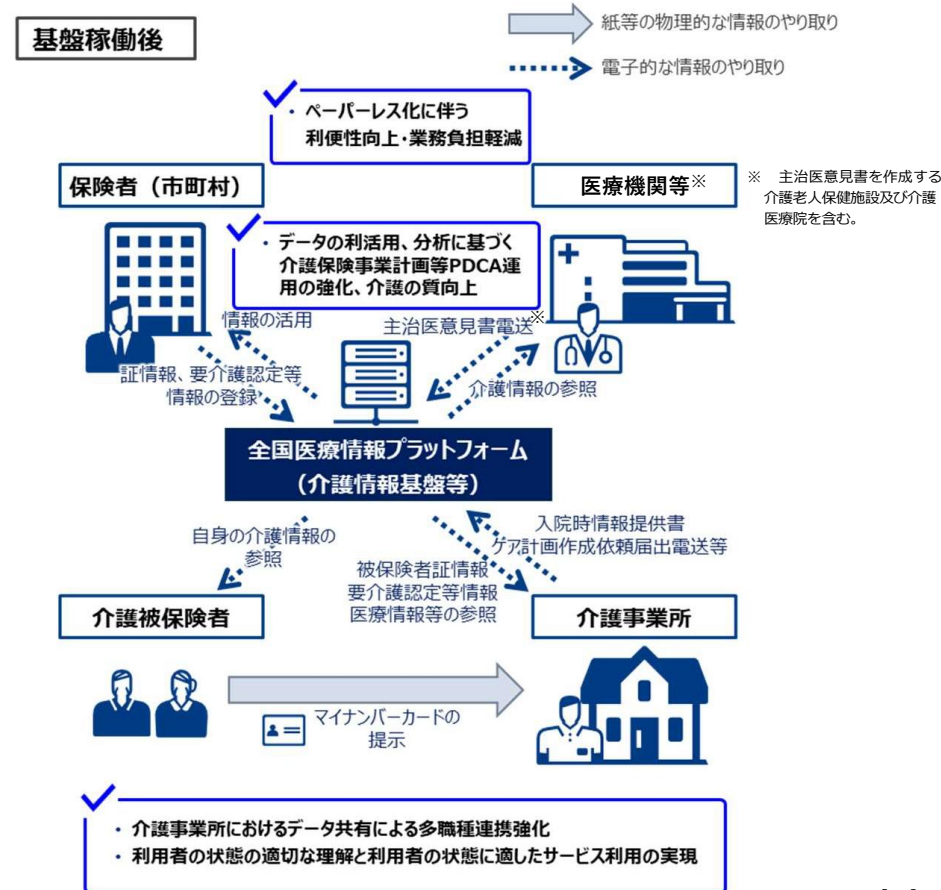 基盤稼働後
紙等の物理的な情報のやり取り
電子的な情報のやり取り
・ ペーパーレス化に伴う
利便性向上・業務負担軽減
保険者（市町村）
医療機関等※
※ 主治医意見書を作成する
介護老人保健施設及び介護
医療院を含む。
・ データの利活用、分析に基づく
介護保険事業計画等PDCA運
用の強化、介護の質向上
情報の活用
主治医意見書電送※
証情報、要介護認定等
情報の登録
介護情報の参照
全国医療情報プラットフォーム
（介護情報基盤等）
自身の介護情報の
参照
入院時情報提供書
ケア計画作成依頼届出電送等
被保険者証情報
要介護認定等情報
医療情報等の参照
介護被保険者
介護事業所
マイナンバーカードの
提示
・ 介護事業所におけるデータ共有による多職種連携強化
・ 利用者の状態の適切な理解と利用者の状態に適したサービス利用の実現